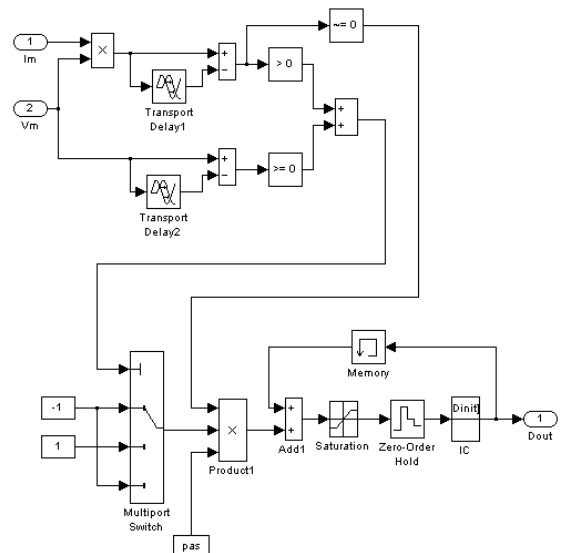 1
Im
×
+
−
~= 0
> 0
Transport
Delay1
2
Vm
+
+
+
−
>= 0
Transport
Delay2
-1
1
Multiport
Switch
×
Product1
pas
Memory
+
+
Add1
Saturation
Zero-Order
Hold
Dinit]
IC
1
Dout